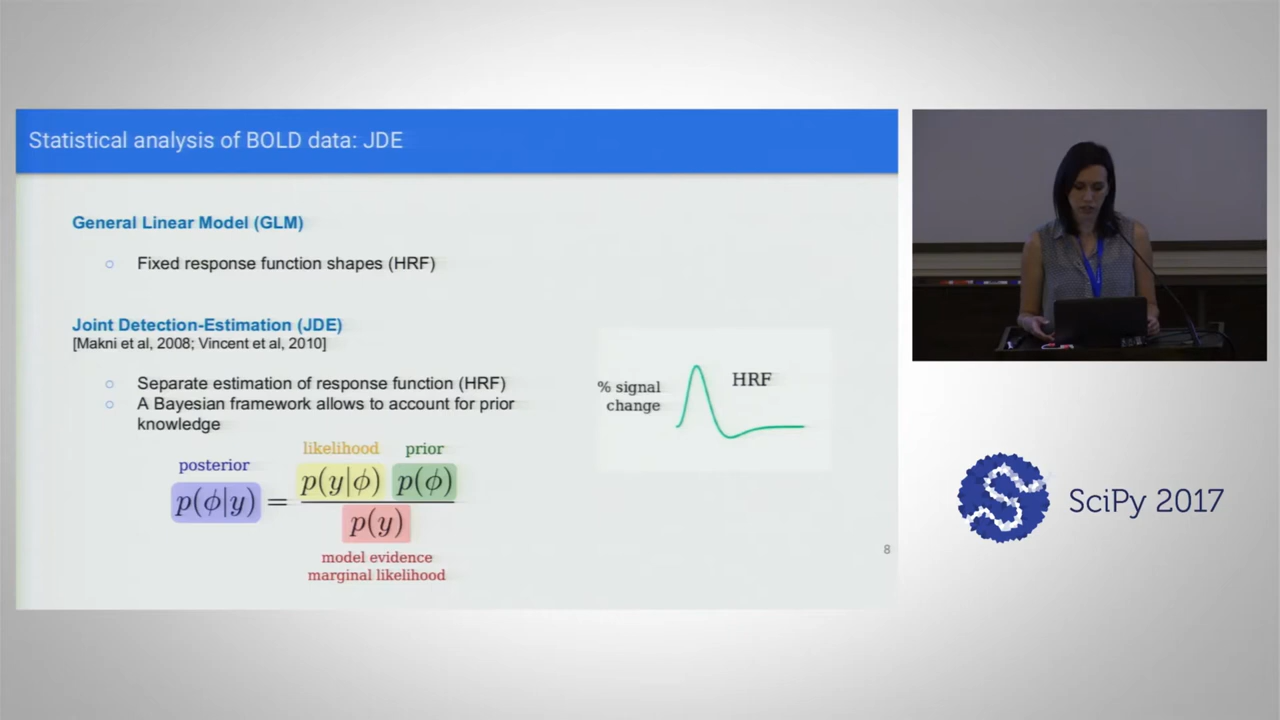 Statistical analysis of BOLD data: JDE
General Linear Model (GLM)
○ Fixed response function shapes (HRF)
Joint Detection-Estimation (JDE)
[Makni et al, 2008; Vincent et al, 2010]
○ Separate estimation of response function (HRF)
○ A Bayesian framework allows to account for prior
knowledge
posterior
likelihood prior
p(ϕ|y) = p(y|ϕ) p(ϕ)
p(y)
model evidence
marginal likelihood
% signal
change
HRF
8
SciPy 2017